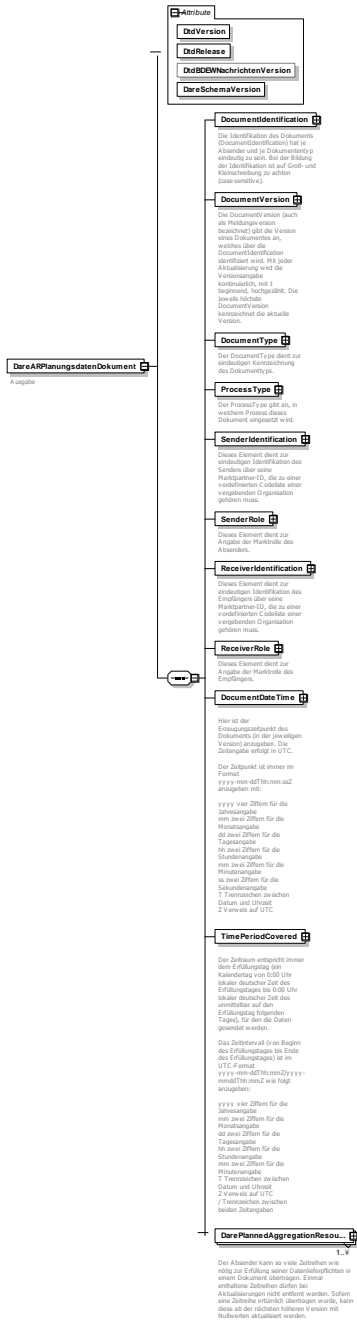 Attribute
DtdVersion
DtdRelease
DtdBDEWNachrichtenVersion
DareSchemaVersion
DareARPlanungsdatenDokument
Ausgabe
DocumentIdentification
Die Identifikation des Dokuments
(DocumentIdentification) hat je
Absender und je Dokumententyp
eindeutig zu sein. Bei der Bildung
der Identifikation ist auf Groß- und
Kleinschreibung zu achten
(case-sensitive).
DocumentVersion
Die DocumentVersion (auch
als Meldungsversion
bezeichnet) gibt die Version
eines Dokumentes an,
welches über die
DocumentIdentification
identifiziert wird. Mit jeder
Aktualisierung wird die
Versionsangabe
kontinuierlich, mit 1
beginnend, hochgezählt. Die
jeweils höchste
DocumentVersion
kennzeichnet die aktuelle
Version.
DocumentType
Der DocumentType dient zur
eindeutigen Kennzeichnung
des Dokumenttyps.
ProcessType
Der ProcessType gibt an, in
welchem Prozess dieses
Dokument eingesetzt wird.
SenderIdentification
Dieses Element dient zur
eindeutigen Identifikation des
Senders über seine
Marktpartner-ID, die zu einer
vordefinierten Codeliste einer
vergebenden Organisation
gehören muss.
SenderRole
Dieses Element dient zur
Angabe der Marktrolle des
Absenders.
ReceiverIdentification
Dieses Element dient zur
eindeutigen Identifikation des
Empfängers über seine
Marktpartner-ID, die zu einer
vordefinierten Codeliste einer
vergebenden Organisation
gehören muss.
ReceiverRole
Dieses Element dient zur
Angabe der Marktrolle des
Empfängers.
DocumentDateTime
Hier ist der
Erzeugungszeitpunkt des
Dokuments (in der jeweiligen
Version) anzugeben. Die
Zeitangabe erfolgt in UTC.
Der Zeitpunkt ist immer im
Format
yyyy-mm-ddThh:mm:ssZ
anzugeben mit:
yyyy vier Ziffern für die
Jahresangabe
mm zwei Ziffern für die
Monatsangabe
dd zwei Ziffern für die
Tagesangabe
hh zwei Ziffern für die
Stundenangabe
mm zwei Ziffern für die
Minutenangabe
ss zwei Ziffern für die
Sekundenangabe
T Trennzeichen zwischen
Datum und Uhrzeit
Z Verweis auf UTC
TimePeriodCovered
Der Zeitraum entspricht immer
dem Erfüllungstag (ein
Kalendertag von 0:00 Uhr
lokaler deutscher Zeit des
Erfüllungstages bis 0:00 Uhr
lokaler deutscher Zeit des
unmittelbar auf den
Erfüllungstag folgenden
Tages), für den die Daten
gesendet werden.
Das Zeitintervall (von Beginn
des Erfüllungstages bis Ende
des Erfüllungstages) ist im
UTC-Format
yyyy-mm-ddThh:mmZ/yyyy-
mmddThh:mmZ wie folgt
anzugeben:
yyyy vier Ziffern für die
Jahresangabe
mm zwei Ziffern für die
Monatsangabe
dd zwei Ziffern für die
Tagesangabe
hh zwei Ziffern für die
Stundenangabe
mm zwei Ziffern für die
Minutenangabe
T Trennzeichen zwischen
Datum und Uhrzeit
Z Verweis auf UTC
/ Trennzeichen zwischen
beiden Zeitangaben
DarePlannedAggregationResou...
1..¥
Der Absender kann so viele Zeitreihen wie
nötig zur Erfüllung seiner Datenlieferpflichten in
einem Dokument übertragen. Einmal
enthaltene Zeitreihen dürfen bei
Aktualisierungen nicht entfernt werden. Sofern
eine Zeitreihe irrtümlich übertragen wurde, kann
diese ab der nächsten höheren Version mit
Nullwerten aktualisiert werden.